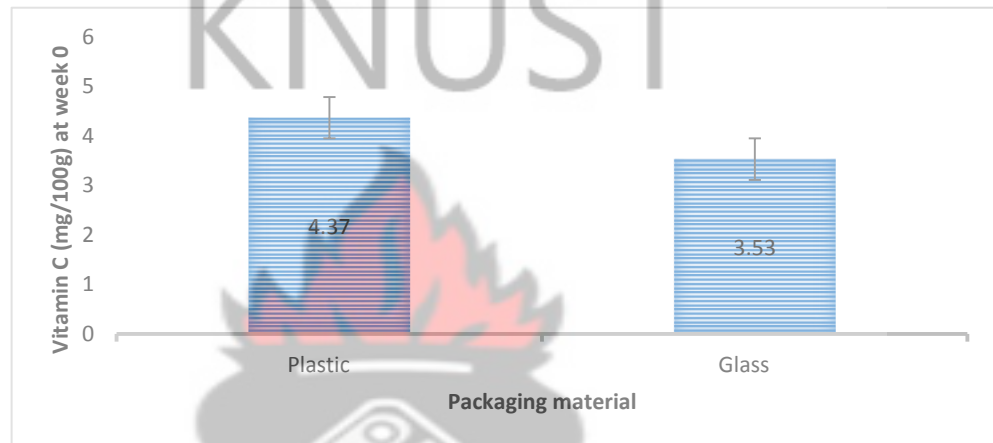 KNUST
Vitamin C (mg/100g) at week 0
6
5
4
3
2
1
0
4.37
3.53
Plastic
Glass
Packaging material